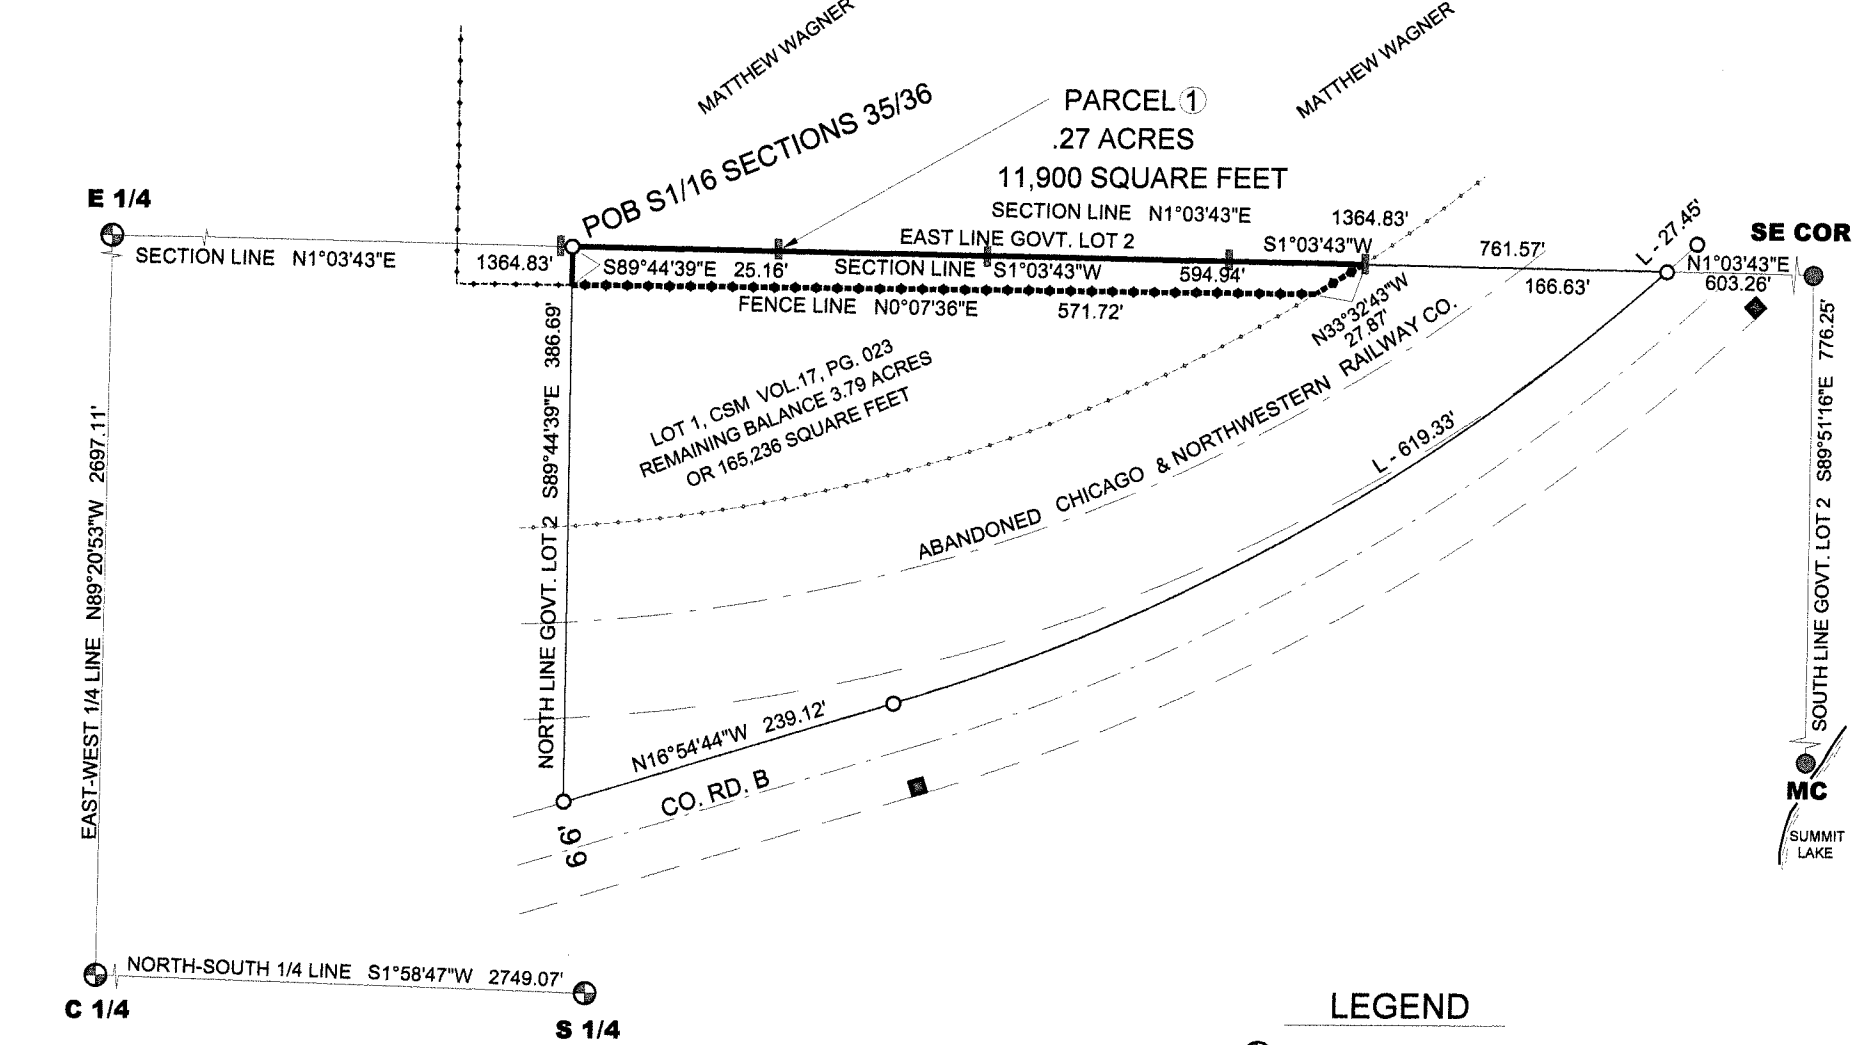 MATTHEW WAGNER
MATTHEW WAGNER
POB S1/16 SECTIONS 35/36
PARCEL 1
.27 ACRES
11,900 SQUARE FEET
SECTION LINE N1°03'43"E
1364.83'
E 1/4
SECTION LINE N1°03'43"E
1364.83'
EAST LINE GOVT. LOT 2
S1°03'43"W
761.57'
L - 27.45'
SE COR
S89°44'39"E 25.16'
SECTION LINE S1°03'43"W
594.94'
166.63'
N1°03'43"E
603.26'
FENCE LINE N0°07'36"E
571.72'
N33°32'43"W
27.87'
LOT 1, CSM VOL.17, PG. 023
REMAINING BALANCE 3.79 ACRES
OR 165,236 SQUARE FEET
ABANDONED CHICAGO & NORTHWESTERN RAILWAY CO.
L - 619.33'
NORTH LINE GOVT. LOT 2 S89°44'39"E 386.69'
EAST-WEST 1/4 LINE N89°20'53"W 2697.11'
SOUTH LINE GOVT. LOT 2 S89°51'16"E 776.25'
N16°54'44"W 239.12'
CO. RD. B
66'
MC
SUMMIT
LAKE
NORTH-SOUTH 1/4 LINE S1°58'47"W 2749.07'
C 1/4
S 1/4
LEGEND